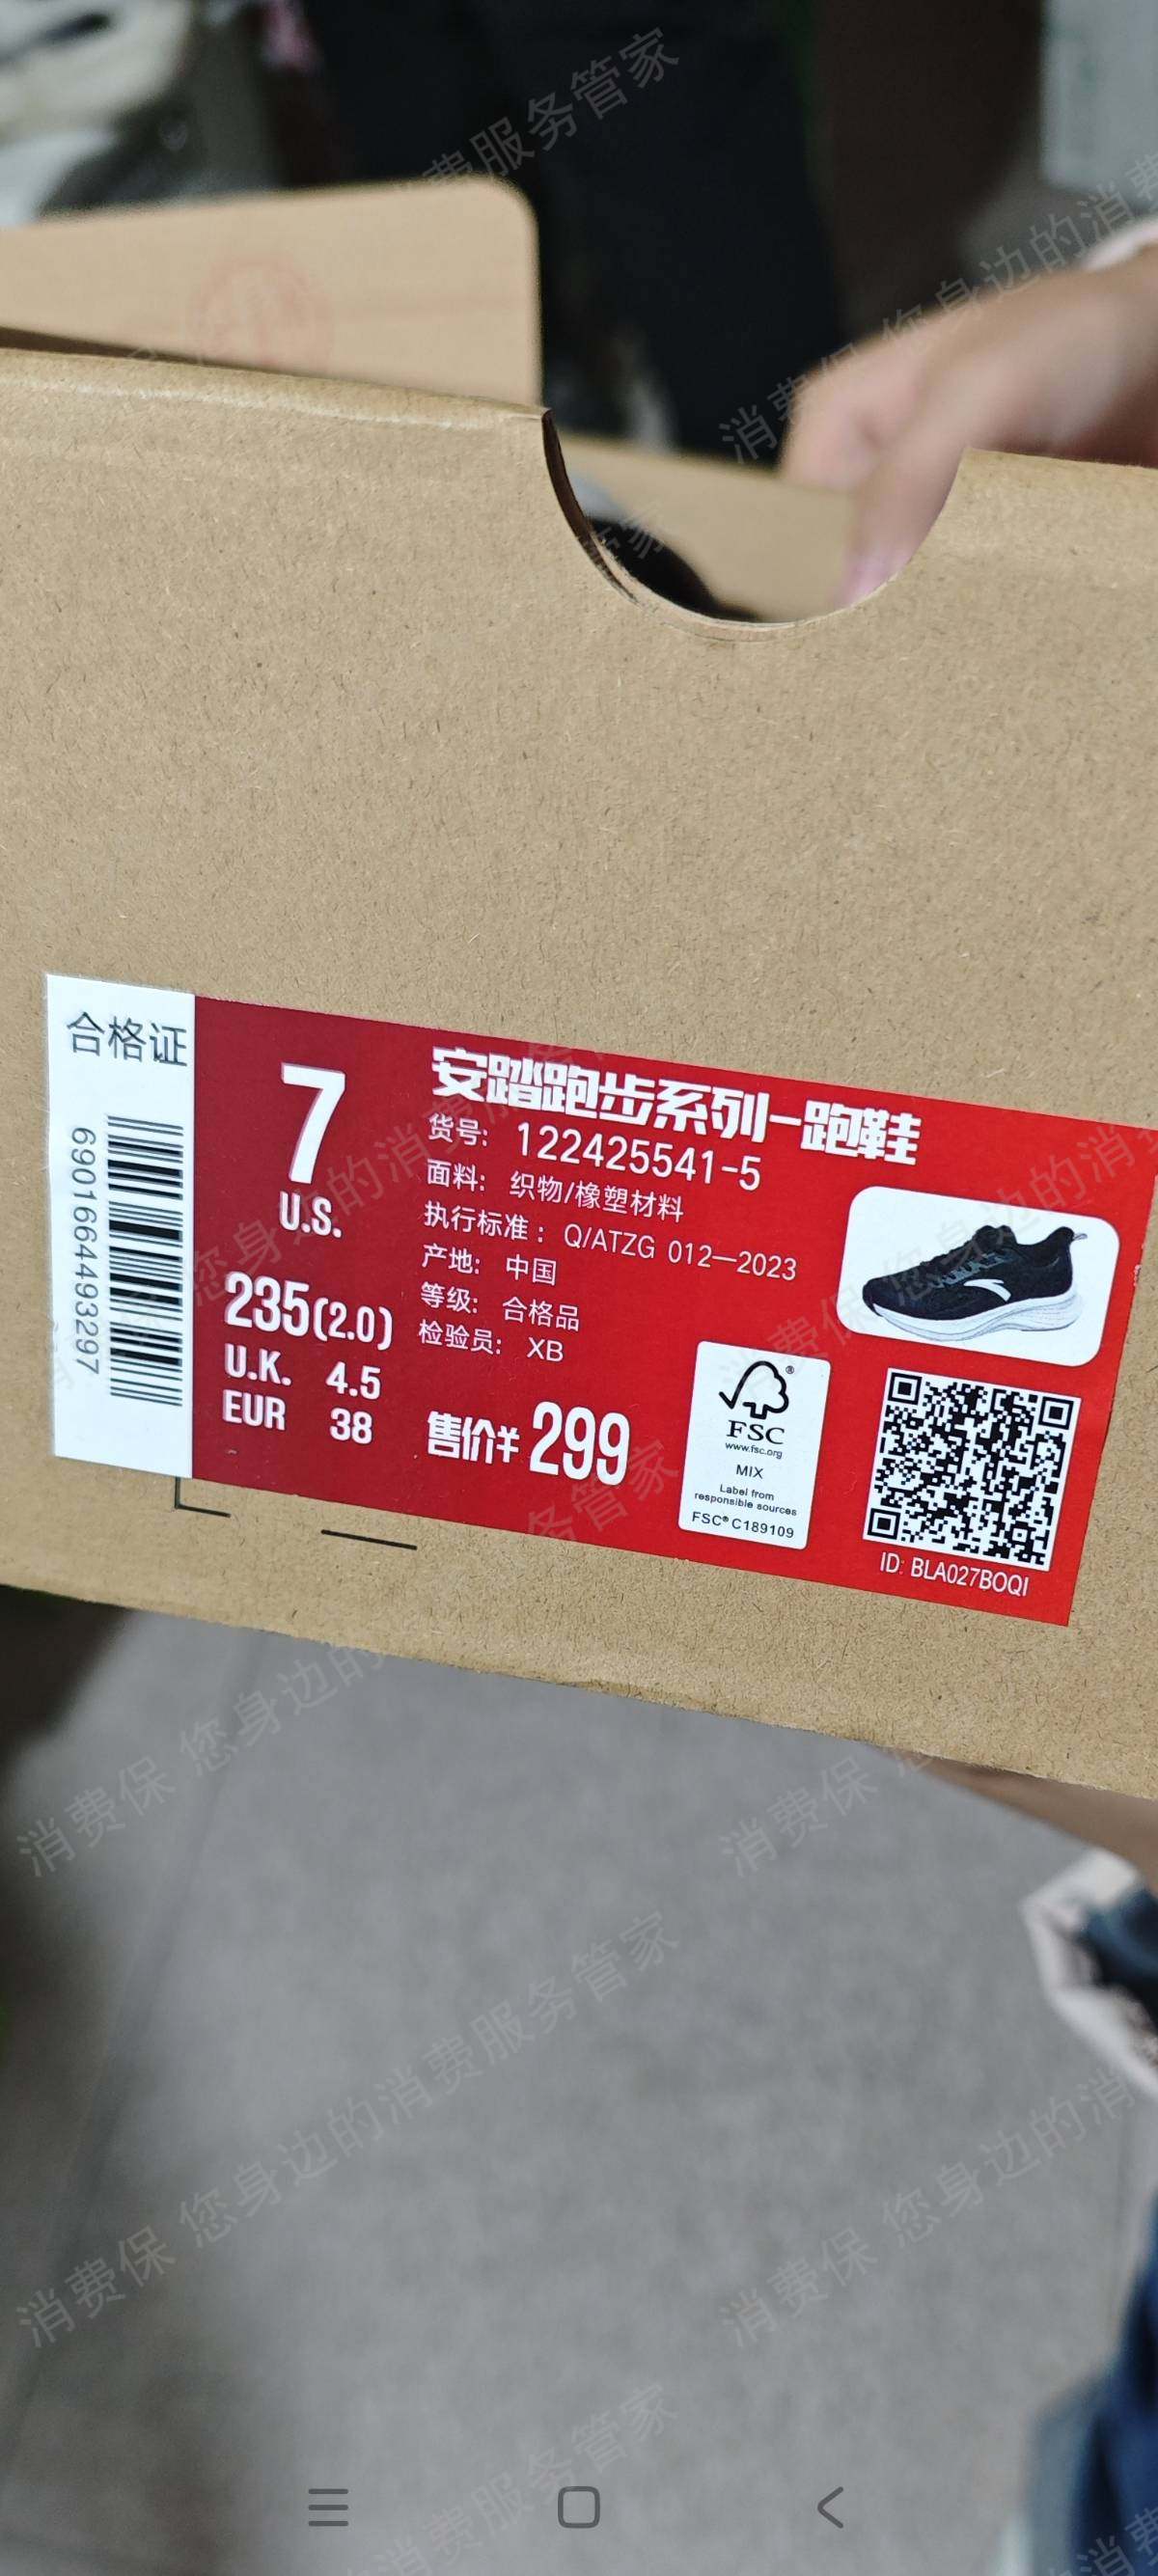 合格证
6901664493297
7
U.S.
235(2.0)
U.K. 4.5
EUR 38
安踏跑步系列-跑鞋
货号: 122425541-5
面料: 织物/橡塑材料
执行标准: Q/ATZG 012—2023
产地: 中国
等级: 合格品
检验员: XB
售价¥ 299
FSC®
www.fsc.org
MIX
Label from
responsible sources
FSC® C189109
ID: BLA027BOQI
消费保 您身边的消费服务管家